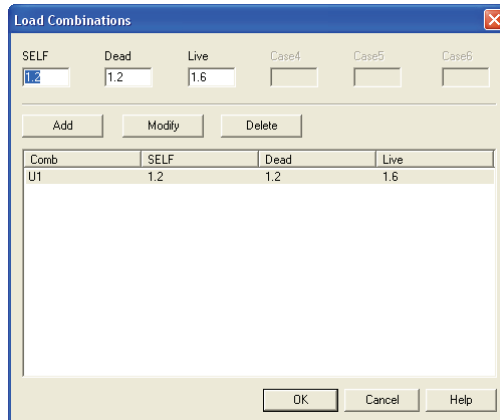 Load Combinations
SELF Dead Live Case4 Case5 Case6
1.2 1.2 1.6
Add Modify Delete
Comb SELF Dead Live
U1 1.2 1.2 1.6
OK Cancel Help